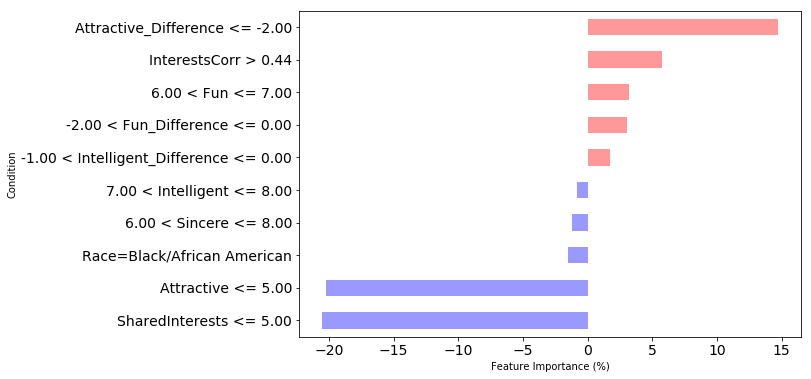 Attractive_Difference <= -2.00
InterestsCorr > 0.44
6.00 < Fun <= 7.00
-2.00 < Fun_Difference <= 0.00
-1.00 < Intelligent_Difference <= 0.00
7.00 < Intelligent <= 8.00
6.00 < Sincere <= 8.00
Race=Black/African American
Attractive <= 5.00
SharedInterests <= 5.00
Condition
−20 −15 −10 −5 0 5 10 15
Feature Importance (%)